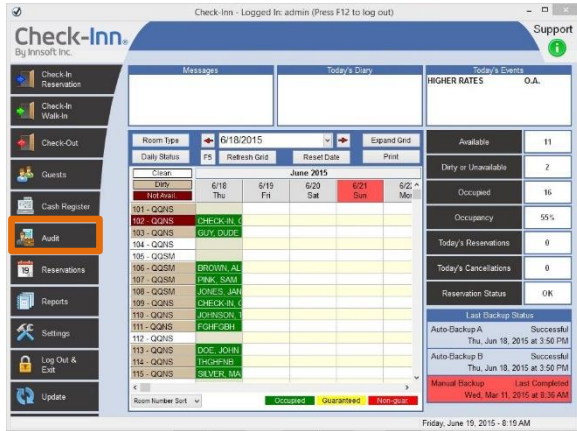 Check-Inn - Logged In: admin (Press F12 to log out)
Check-Inn®
By Innsoft Inc.
Support
Check-In
Reservation
Check-In
Walk-In
Check-Out
Guests
Cash Register
Audit
19
Reservations
Reports
Settings
Log Out &
Exit
Update
Messages
Today's Diary
Today's Events
HIGHER RATES O.A.
Room Type
6/18/2015
Expand Grid
Daily Status
F5
Refresh Grid
Reset Date
Print
Clean
June 2015
Dirty
Not Avail.
6/18 6/19 6/20 6/21 6/22
Thu Fri Sat Sun Mon
101 - QQNS
102 - QQNS CHECK-IN, C
103 - QQNS GUY, DUDE
104 - QQNS
105 - QQSM
106 - QQSM BROWN, AL
107 - QQSM PINK, SAM
108 - QQSM JONES, JAN
109 - QQNS CHECK-IN, C
110 - QQNS JOHNSON, T
111 - QQNS FGHFGBH
112 - QQNS
113 - QQNS DOE, JOHN
114 - QQNS THGHFNB
115 - QQNS SILVER, MA
Room Number Sort
Occupied
Guaranteed
Non-guar.
Available 11
Dirty or Unavailable 2
Occupied 16
Occupancy 55%
Today's Reservations 0
Today's Cancellations 0
Reservation Status OK
Last Backup Status
Auto-Backup A Successful
Thu, Jun 18, 2015 at 3:50 PM
Auto-Backup B Successful
Thu, Jun 18, 2015 at 3:50 PM
Manual Backup Last Completed
Wed, Mar 11, 2015 at 8:36 AM
Friday, June 19, 2015 - 8:19 AM